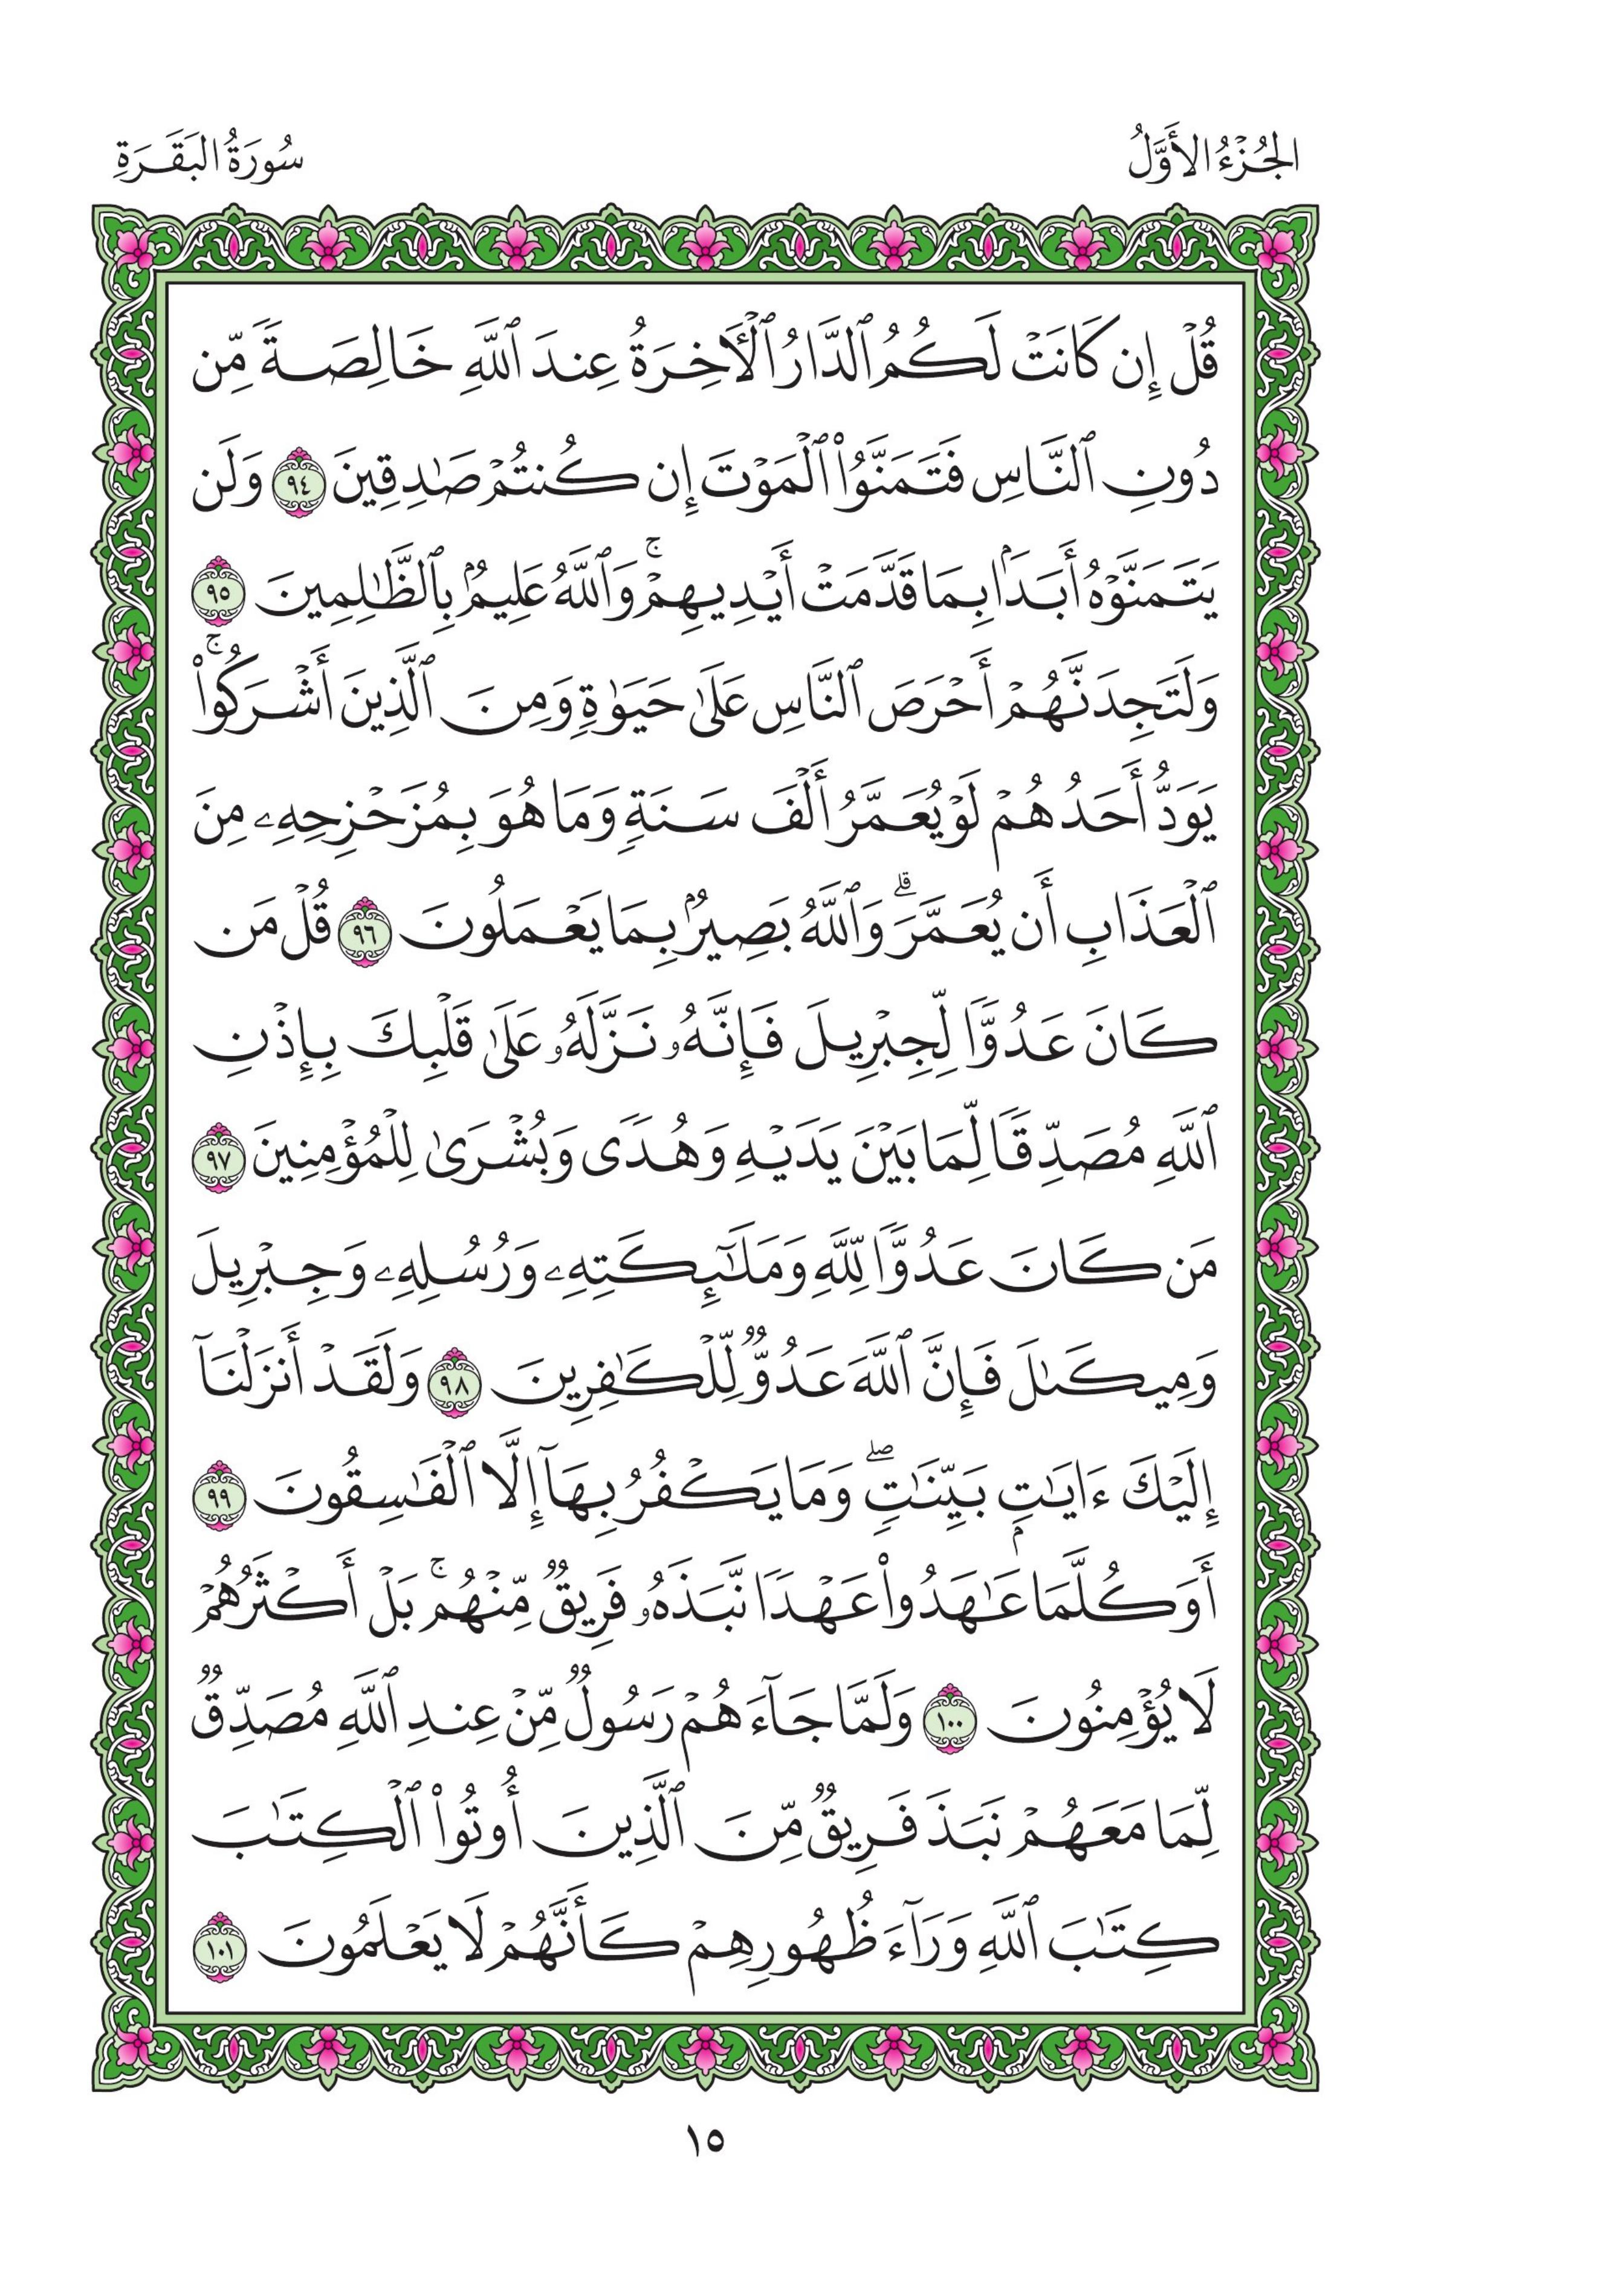 الجُزْءُ الأَوَّلُ
سُورَةُ البَقَرَةِ
قُلْ إِن كَانَتْ لَكُمُ ٱلدَّارُ ٱلْأٓخِرَةُ عِندَ ٱللَّهِ خَالِصَةً مِّن
دُونِ ٱلنَّاسِ فَتَمَنَّوُا۟ ٱلْمَوْتَ إِن كُنتُمْ صَٰدِقِينَ ٩٤ وَلَن
يَتَمَنَّوْهُ أَبَدَۢا بِمَا قَدَّمَتْ أَيْدِيهِمْۚ وَٱللَّهُ عَلِيمُۢ بِٱلظَّٰلِمِينَ ٩٥
وَلَتَجِدَنَّهُمْ أَحْرَصَ ٱلنَّاسِ عَلَىٰ حَيَوٰةٍ وَمِنَ ٱلَّذِينَ أَشْرَكُوا۟ۚ
يَوَدُّ أَحَدُهُمْ لَوْ يُعَمَّرُ أَلْفَ سَنَةٍ وَمَا هُوَ بِمُزَحْزِحِهِۦ مِنَ
ٱلْعَذَابِ أَن يُعَمَّرَۗ وَٱللَّهُ بَصِيرُۢ بِمَا يَعْمَلُونَ ٩٦ قُلْ مَن
كَانَ عَدُوًّا لِّجِبْرِيلَ فَإِنَّهُۥ نَزَّلَهُۥ عَلَىٰ قَلْبِكَ بِإِذْنِ
ٱللَّهِ مُصَدِّقًا لِّمَا بَيْنَ يَدَيْهِ وَهُدًى وَبُشْرَىٰ لِلْمُؤْمِنِينَ ٩٧
مَن كَانَ عَدُوًّا لِّلَّهِ وَمَلَٰٓئِكَتِهِۦ وَرُسُلِهِۦ وَجِبْرِيلَ
وَمِيكَىٰلَ فَإِنَّ ٱللَّهَ عَدُوٌّ لِّلْكَٰفِرِينَ ٩٨ وَلَقَدْ أَنزَلْنَآ
إِلَيْكَ ءَايَٰتٍۭ بَيِّنَٰتٍۖ وَمَا يَكْفُرُ بِهَآ إِلَّا ٱلْفَٰسِقُونَ ٩٩
أَوَكُلَّمَا عَٰهَدُوا۟ عَهْدًا نَّبَذَهُۥ فَرِيقٌ مِّنْهُمۚ بَلْ أَكْثَرُهُمْ
لَا يُؤْمِنُونَ ١٠٠ وَلَمَّا جَآءَهُمْ رَسُولٌ مِّنْ عِندِ ٱللَّهِ مُصَدِّقٌ
لِّمَا مَعَهُمْ نَبَذَ فَرِيقٌ مِّنَ ٱلَّذِينَ أُوتُوا۟ ٱلْكِتَٰبَ
كِتَٰبَ ٱللَّهِ وَرَآءَ ظُهُورِهِمْ كَأَنَّهُمْ لَا يَعْلَمُونَ ١٠١
١٥